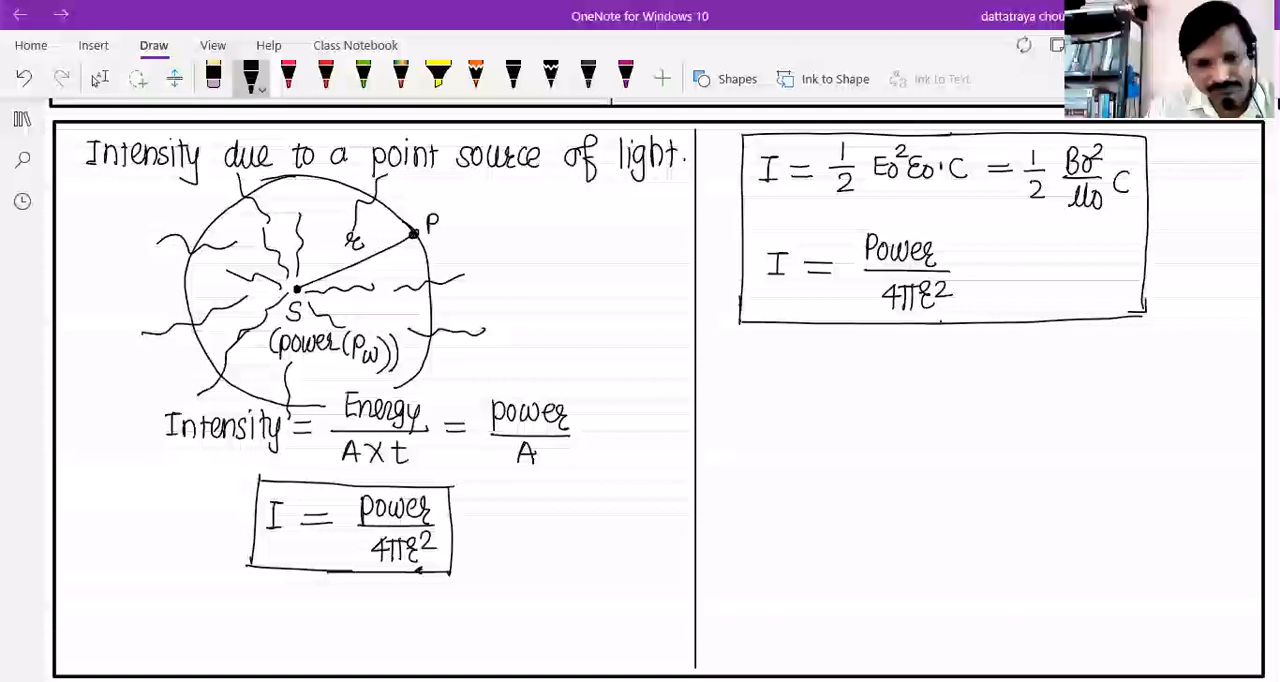 OneNote for Windows 10
dattatraya chou
Home Insert Draw View Help Class Notebook
Shapes Ink to Shape Ink to Text
Intensity due to a point source of light.
P
r
S
(power(Pw))
Intensity = Energy / A×t = power / A
I = power / 4πr²
I = 1/2 E0² ε0·C = 1/2 B0²/μ0 C
I = Power / 4πr²